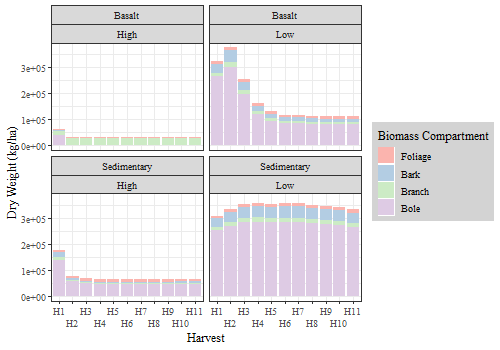 Basalt
Basalt
High
Low
3e+05
2e+05
1e+05
0e+00
Sedimentary
Sedimentary
High
Low
3e+05
2e+05
1e+05
0e+00
Dry Weight (kg/ha)
H1 H3 H5 H7 H9 H11 H1 H3 H5 H7 H9 H11
H2 H4 H6 H8 H10 H2 H4 H6 H8 H10
Harvest
Biomass Compartment
Foliage
Bark
Branch
Bole